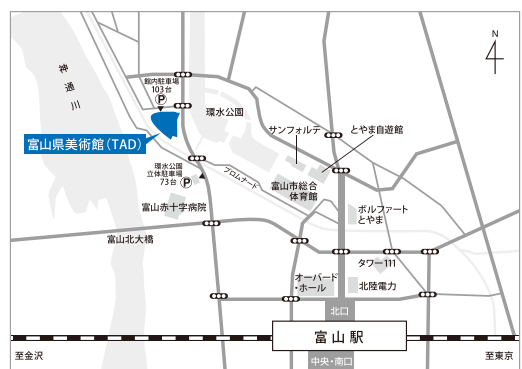 N
神通川
館内駐車場
103台
P
環水公園
富山県美術館(TAD)
サンフォルテ
とやま自遊館
環水公園
立体駐車場
73台 P
プロムナード
富山市総合
体育館
富山赤十字病院
ボルファート
とやま
富山北大橋
タワー111
オーバード
・ホール
北陸電力
北口
富山駅
至金沢
至東京
中央・南口